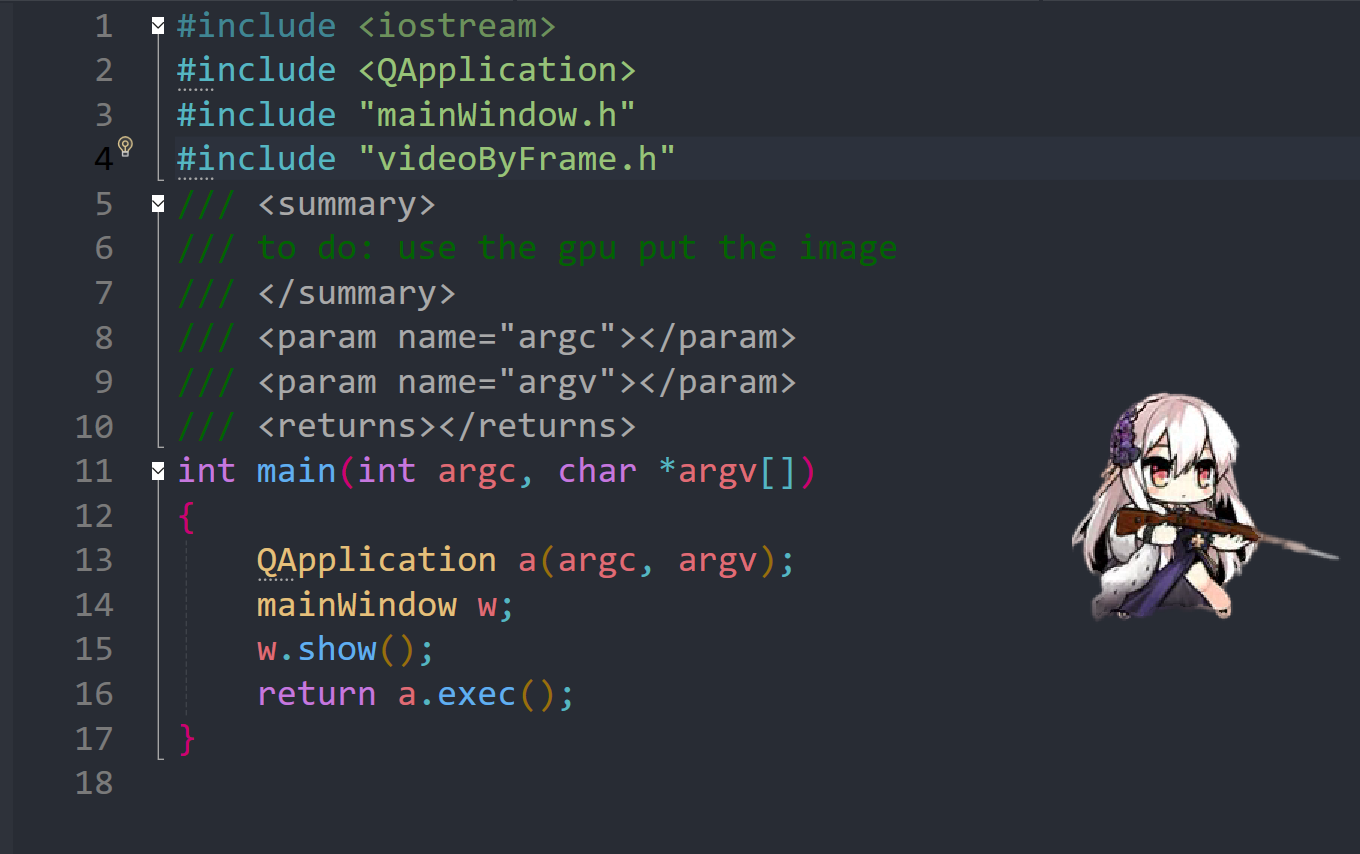 1 #include <iostream>
2 #include <QApplication>
3 #include "mainWindow.h"
4 #include "videoByFrame.h"
5 /// <summary>
6 /// to do: use the gpu put the image
7 /// </summary>
8 /// <param name="argc"></param>
9 /// <param name="argv"></param>
10 /// <returns></returns>
11 int main(int argc, char *argv[])
12 {
13     QApplication a(argc, argv);
14     mainWindow w;
15     w.show();
16     return a.exec();
17 }
18